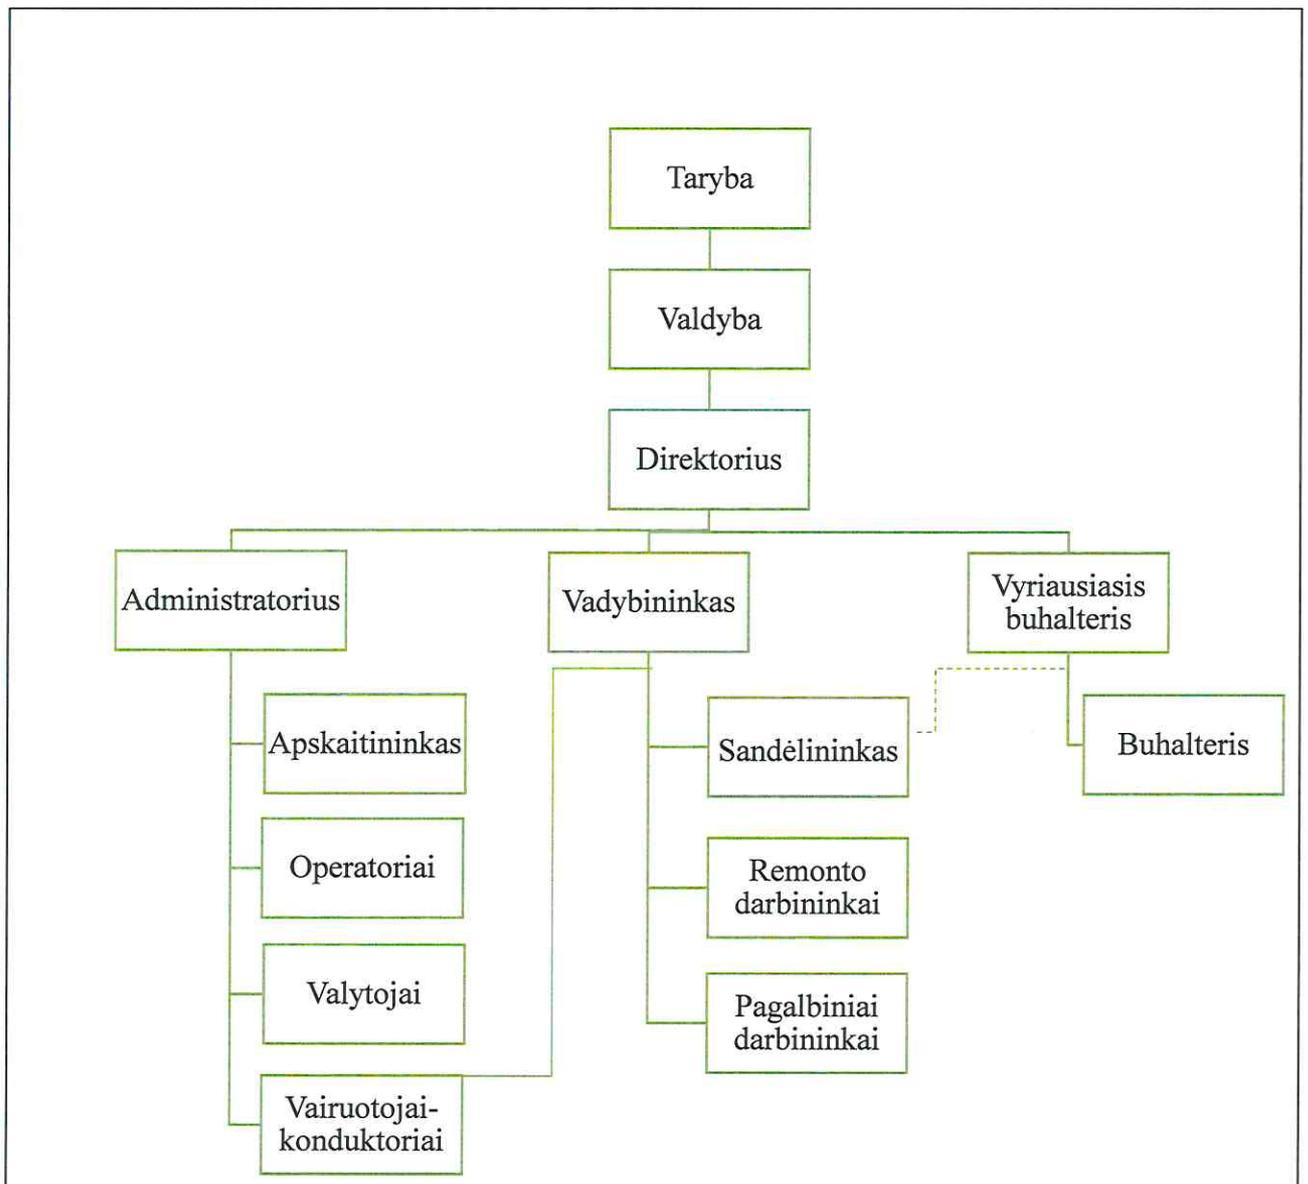 Taryba
Valdyba
Direktorius
Administratorius
Vadybininkas
Vyriausiasis
buhalteris
Apskaitininkas
Sandėlininkas
Buhalteris
Operatoriai
Remonto
darbininkai
Valytojai
Pagalbiniai
darbininkai
Vairuotojai-
konduktoriai